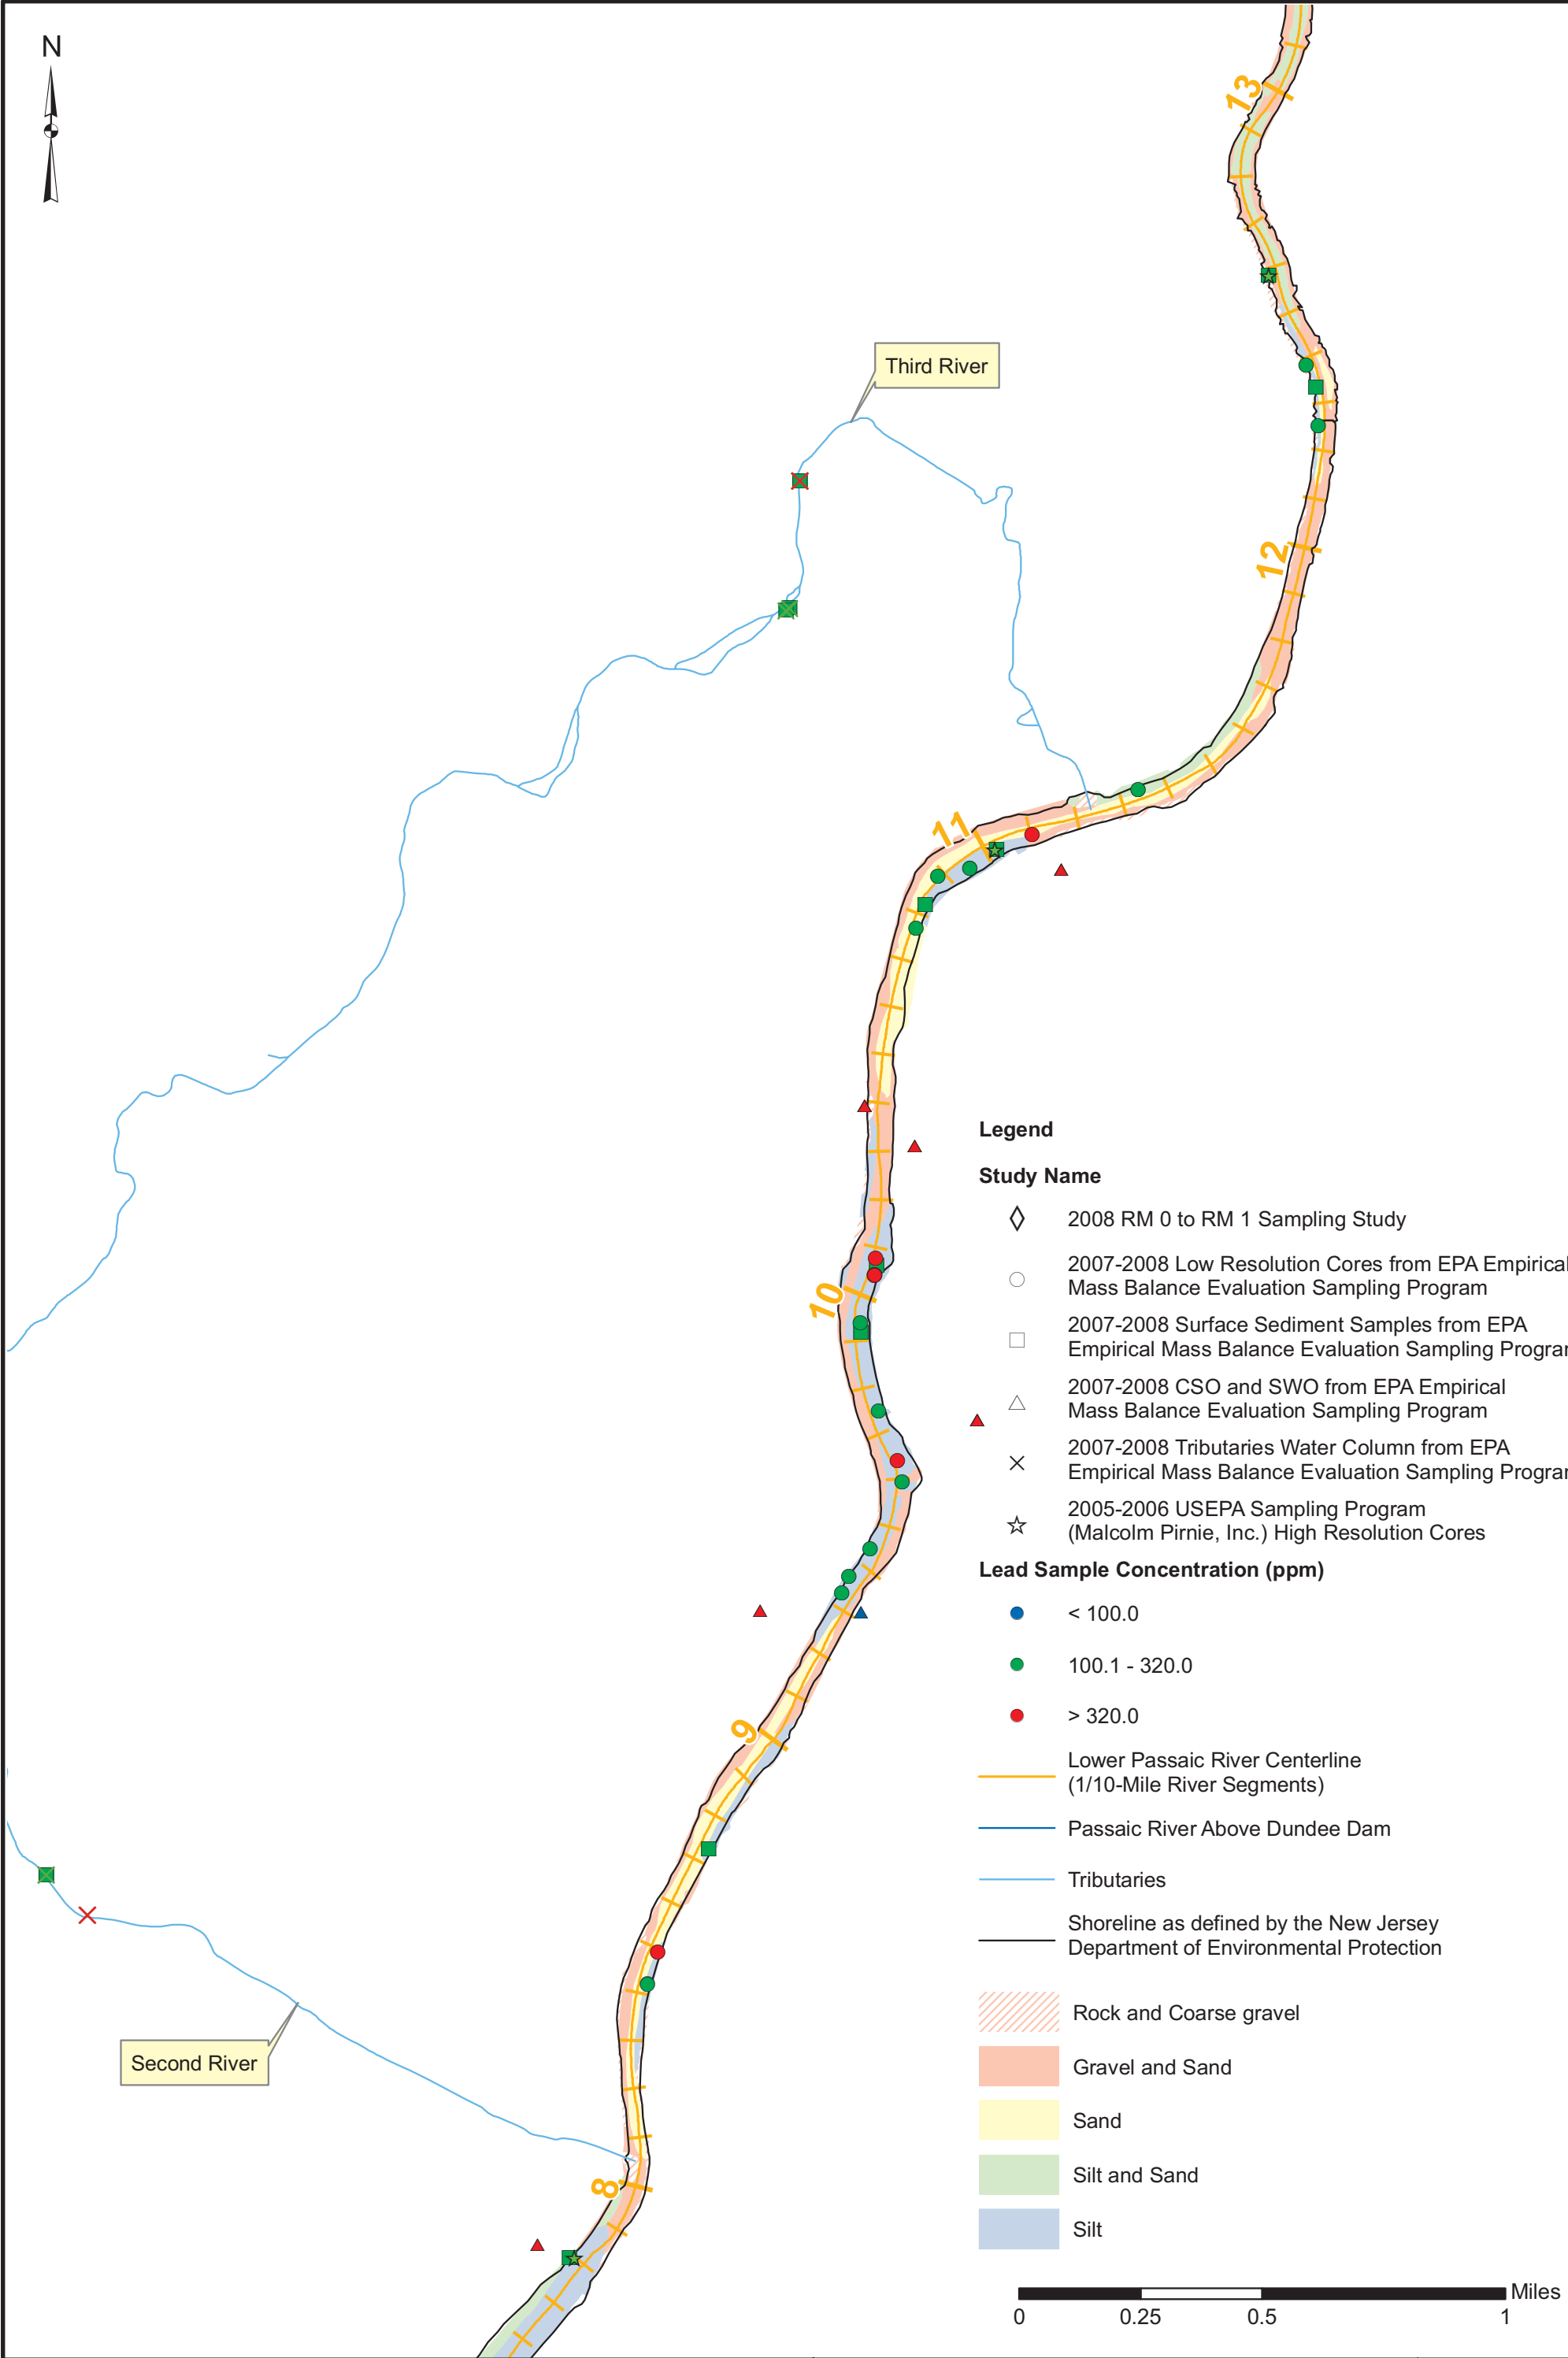 N
13
Third River
12
11
10
9
8
Second River
Legend
Study Name
2008 RM 0 to RM 1 Sampling Study
2007-2008 Low Resolution Cores from EPA Empirical
Mass Balance Evaluation Sampling Program
2007-2008 Surface Sediment Samples from EPA
Empirical Mass Balance Evaluation Sampling Progra
2007-2008 CSO and SWO from EPA Empirical
Mass Balance Evaluation Sampling Program
2007-2008 Tributaries Water Column from EPA
Empirical Mass Balance Evaluation Sampling Progra
2005-2006 USEPA Sampling Program
(Malcolm Pirnie, Inc.) High Resolution Cores
Lead Sample Concentration (ppm)
< 100.0
100.1 - 320.0
> 320.0
Lower Passaic River Centerline
(1/10-Mile River Segments)
Passaic River Above Dundee Dam
Tributaries
Shoreline as defined by the New Jersey
Department of Environmental Protection
Rock and Coarse gravel
Gravel and Sand
Sand
Silt and Sand
Silt
Miles
0 0.25 0.5 1